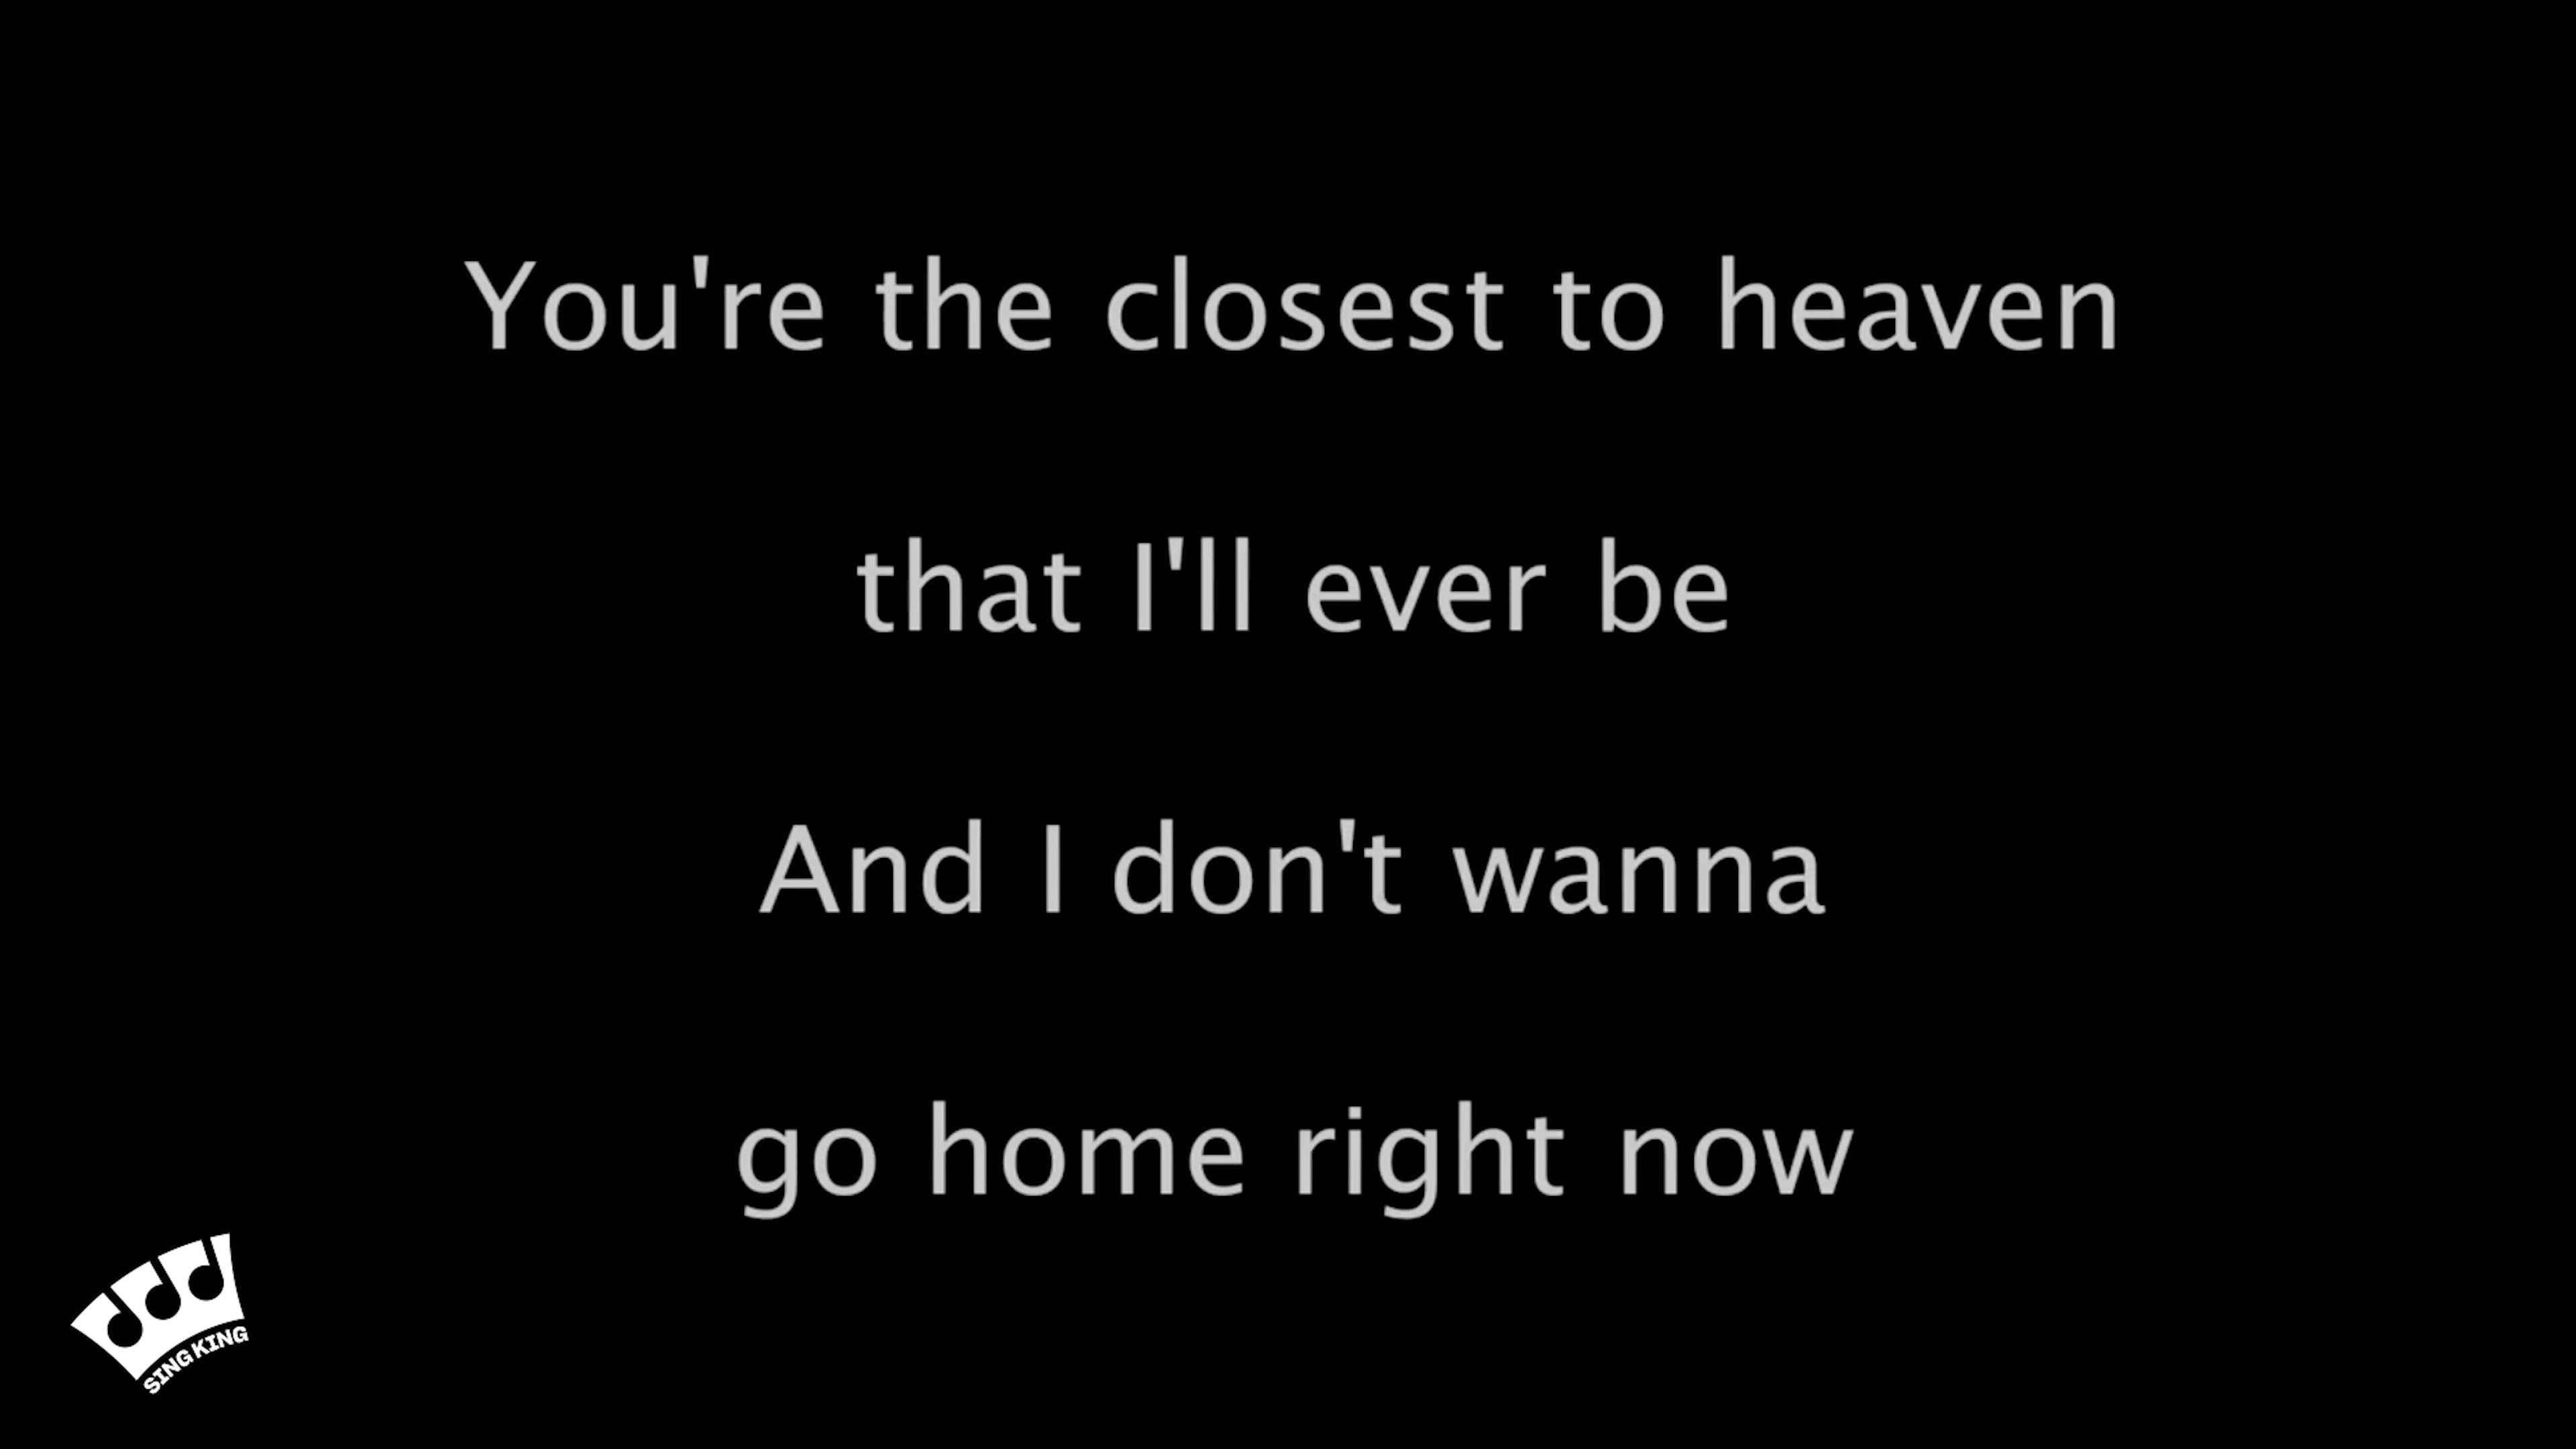 You're the closest to heaven
that I'll ever be
And I don't wanna
go home right now
SING KING